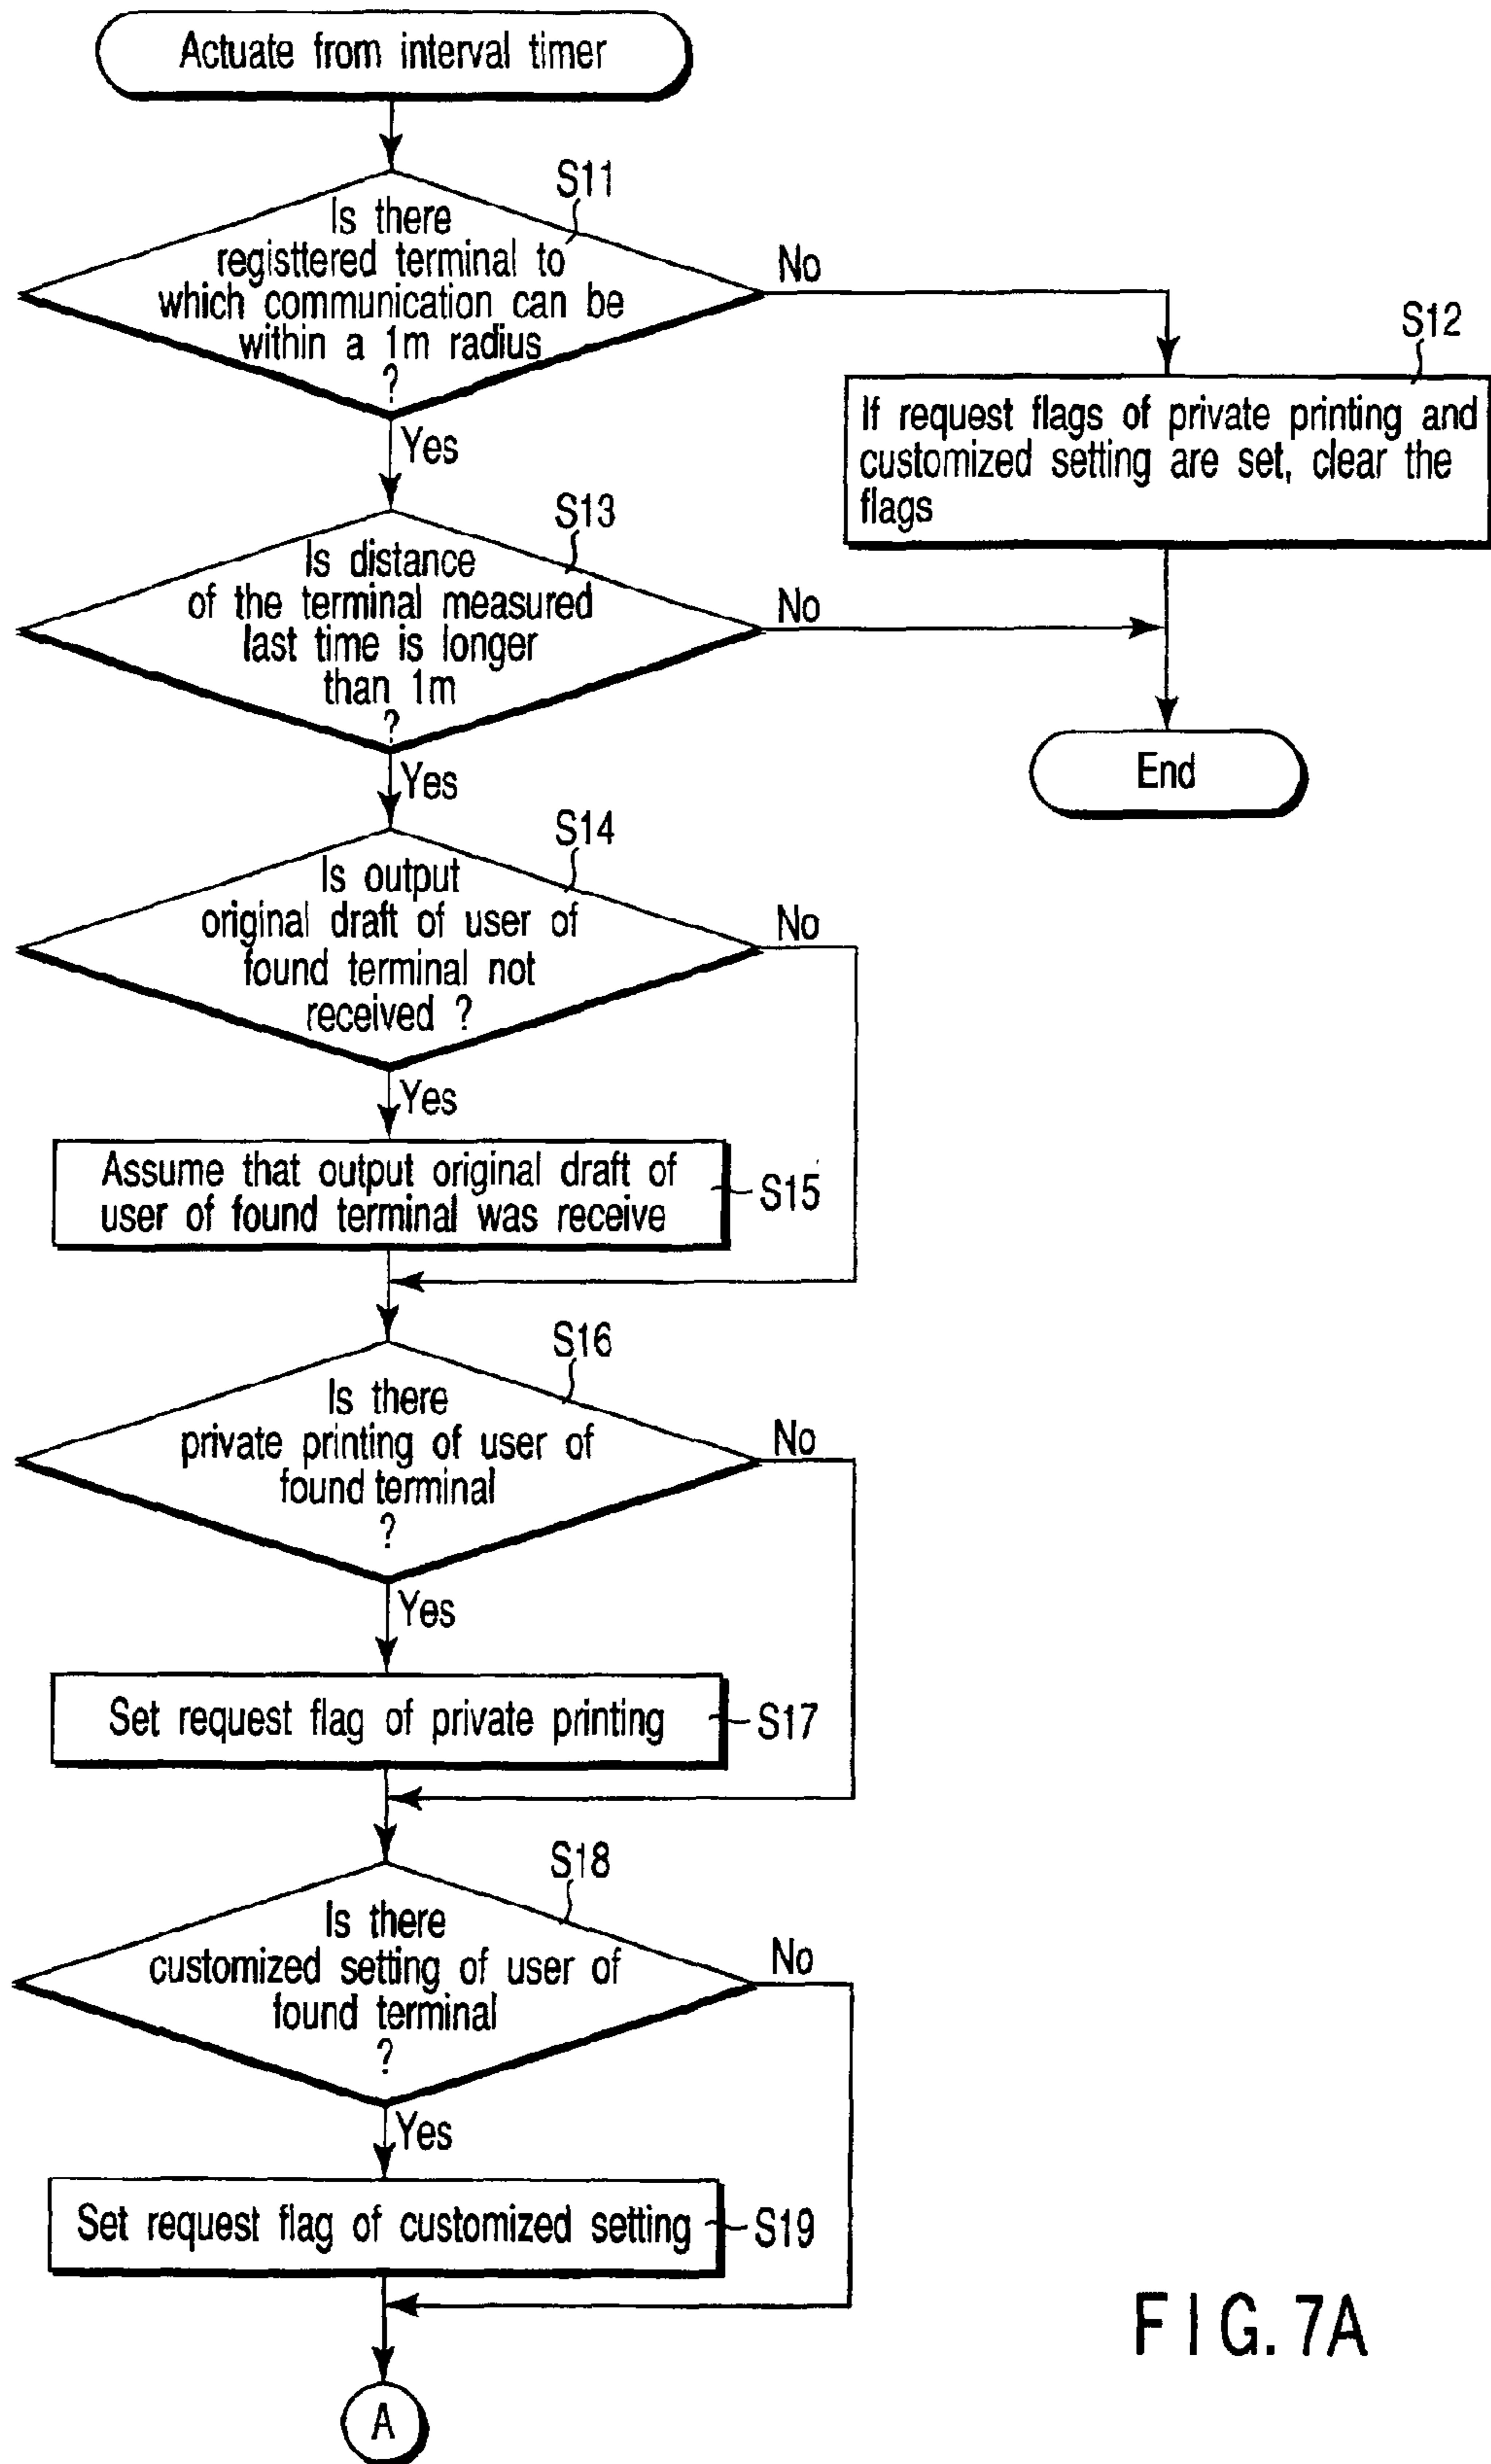 Actuate from interval timer
S11
Is there
registtered terminal to
which communication can be
within a 1m radius
?
No
Yes
S12
If request flags of private printing and
customized setting are set, clear the
flags
S13
Is distance
of the terminal measured
last time is longer
than 1m
?
No
Yes
End
S14
Is output
original draft of user of
found terminal not
received ?
No
Yes
Assume that output original draft of
user of found terminal was receive
S15
S16
Is there
private printing of user of
found terminal
?
No
Yes
Set request flag of private printing
S17
S18
Is there
customized setting of user of
found terminal
?
No
Yes
Set request flag of customized setting
S19
A
FIG. 7A